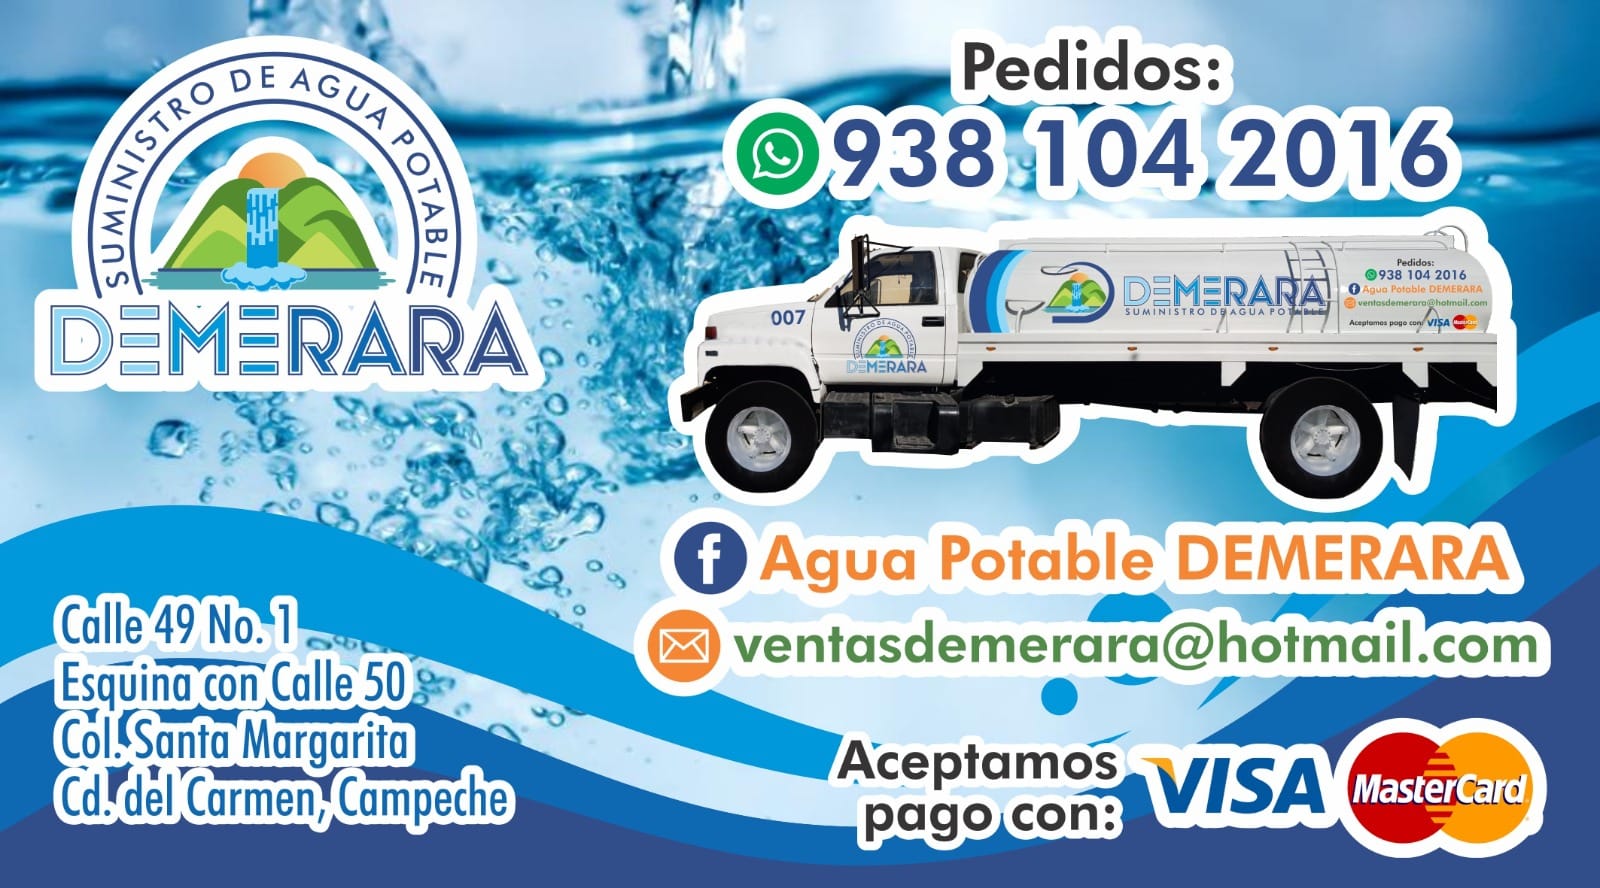 SUMINISTRO DE AGUA POTABLE
DEMERARA
Pedidos:
938 104 2016
007
SUMINISTRO DE AGUA POTABLE
DEMERARA
DEMERARA
SUMINISTRO DE AGUA POTABLE
Pedidos:
938 104 2016
Agua Potable DEMERARA
ventasdemerara@hotmail.com
Aceptamos pago con: VISA MasterCard
Agua Potable DEMERARA
ventasdemerara@hotmail.com
Calle 49 No. 1
Esquina con Calle 50
Col. Santa Margarita
Cd. del Carmen, Campeche
Aceptamos
pago con:
VISA
MasterCard